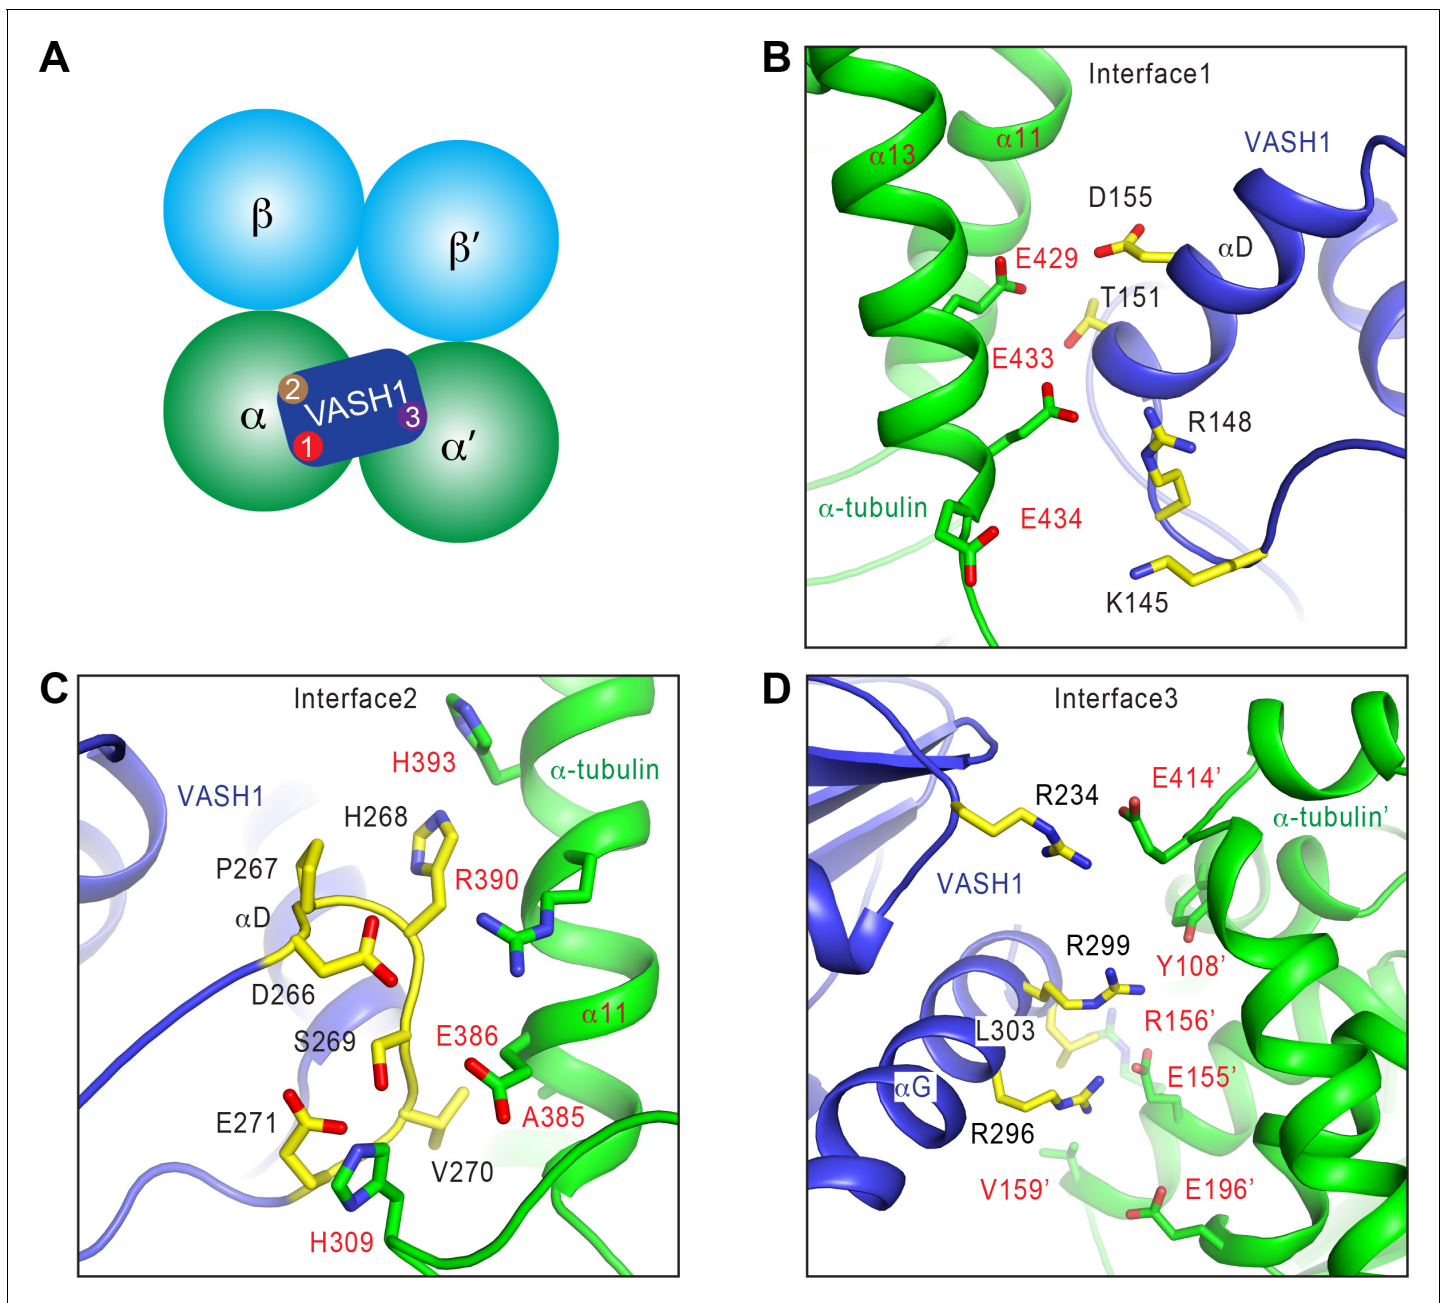 A
β
β′
α
α′
2
VASH1
3
1
B
Interface1
α13
α11
VASH1
D155
αD
E429
T151
E433
R148
α-tubulin
E434
K145
C
Interface2
H393
α-tubulin
VASH1
H268
P267
R390
αD
D266
α11
S269
E386
A385
E271
V270
H309
D
Interface3
E414’
R234
α-tubulin’
VASH1
R299
Y108’
L303
R156’
E155’
αG
R296
V159’
E196’